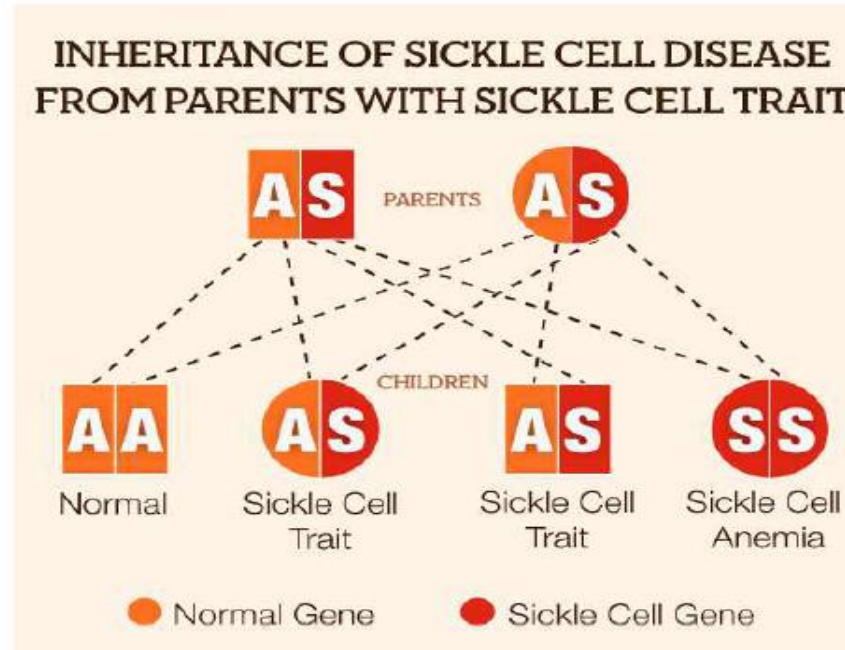 INHERITANCE OF SICKLE CELL DISEASE
FROM PARENTS WITH SICKLE CELL TRAIT
AS PARENTS AS
CHILDREN
AA AS AS SS
Normal Sickle Cell Trait Sickle Cell Trait Sickle Cell Anemia
Normal Gene Sickle Cell Gene